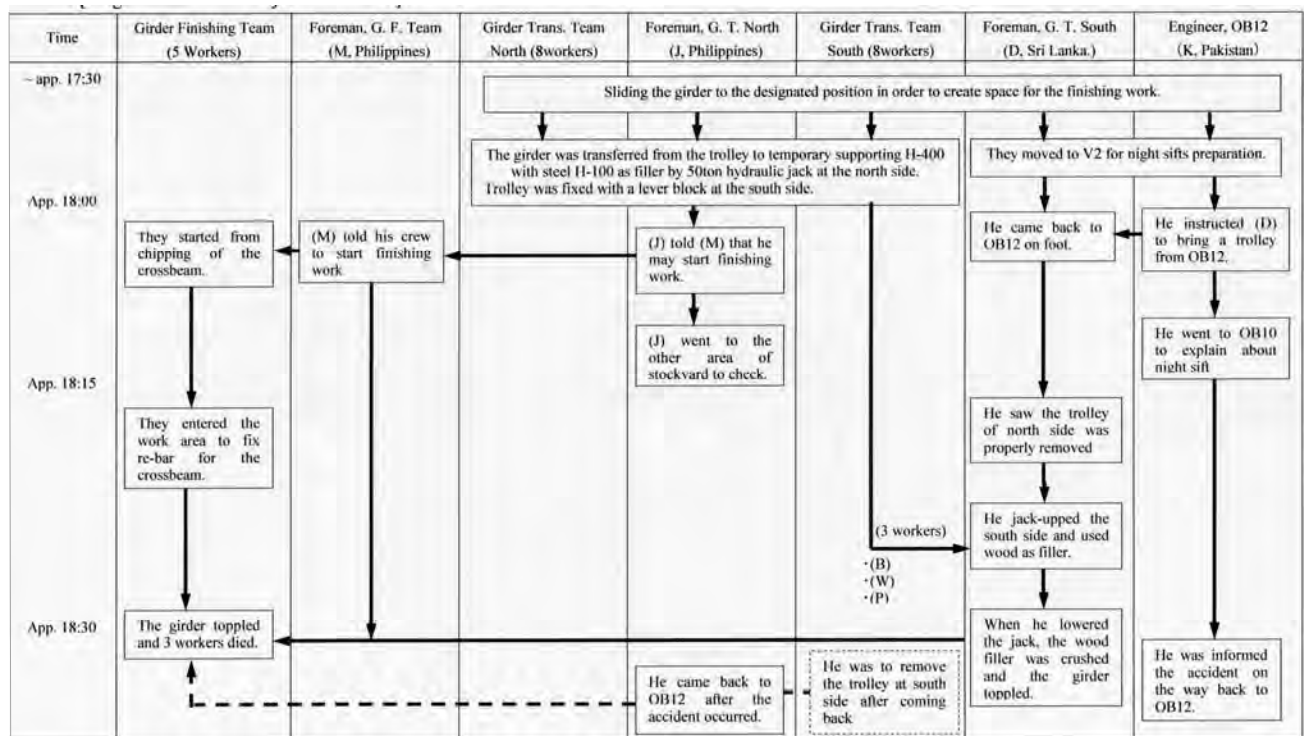 Time
Girder Finishing Team
(5 Workers)
Foreman, G. F. Team
(M, Philippines)
Girder Trans. Team
North (8workers)
Foreman, G. T. North
(J, Philippines)
Girder Trans. Team
South (8workers)
Foreman, G. T. South
(D, Sri Lanka.)
Engineer, OB12
(K, Pakistan)
~ app. 17:30
Sliding the girder to the designated position in order to create space for the finishing work.
The girder was transferred from the trolley to temporary supporting H-400
with steel H-100 as filler by 50ton hydraulic jack at the north side.
Trolley was fixed with a lever block at the south side.
They moved to V2 for night sifts preparation.
App. 18:00
They started from
chipping of the
crossbeam.
(M) told his crew
to start finishing
work
(J) told (M) that he
may start finishing
work.
He came back to
OB12 on foot.
He instructed (D)
to bring a trolley
from OB12.
(J) went to the
other area of
stockyard to check.
He went to OB10
to explain about
night sift
App. 18:15
They entered the
work area to fix
re-bar for the
crossbeam.
He saw the trolley
of north side was
properly removed
He jack-upped the
south side and used
wood as filler.
(3 workers)
·(B)
·(W)
·(P)
App. 18:30
The girder toppled
and 3 workers died.
When he lowered
the jack, the wood
filler was crushed
and the girder
toppled.
He was informed
the accident on
the way back to
OB12.
He came back to
OB12 after the
accident occurred.
He was to remove
the trolley at south
side after coming
back